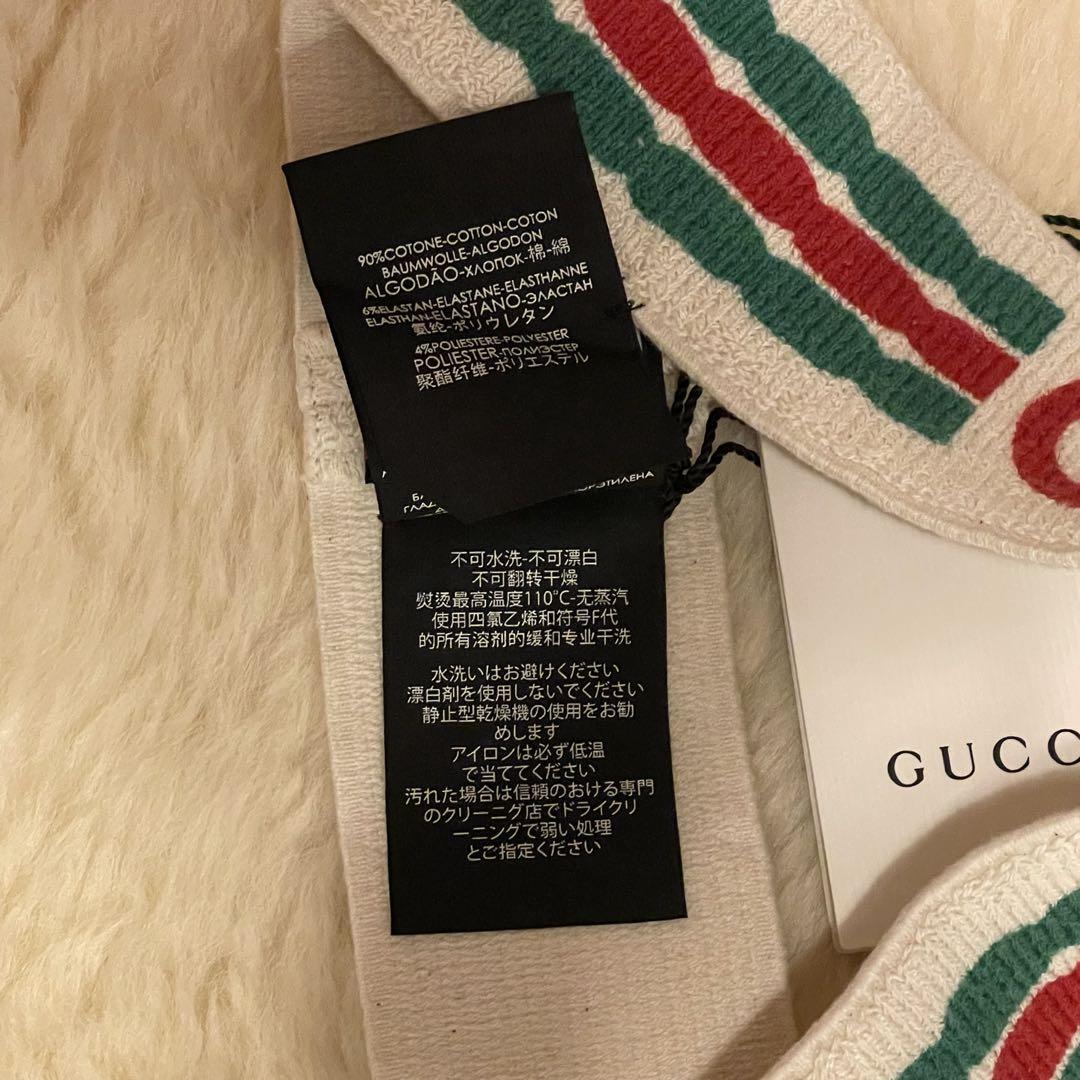 90%COTONE-COTTON-COTON
BAUMWOLLE-ALGODON
ALGODÃO-ХЛОПОК-棉-綿
6%ELASTAN-ELASTANE-ELASTHANNE
ELASTHAN-ELASTANO-ЭЛАСТАН
氨纶-ポリウレタン
4%POLIESTERE-POLYESTER
POLIESTER-ПОЛИЭСТЕР
聚酯纤维-ポリエステル
不可水洗-不可漂白
不可翻转干燥
熨烫最高温度110°C-无蒸汽
使用四氯乙烯和符号F代
的所有溶剂的缓和专业干洗
水洗いはお避けください
漂白剤を使用しないでください
静止型乾燥機の使用をお勧
めします
アイロンは必ず低温
で当ててください
汚れた場合は信頼のおける専門
のクリーニング店でドライクリ
ーニングで弱い処理
とご指定ください
GUCC